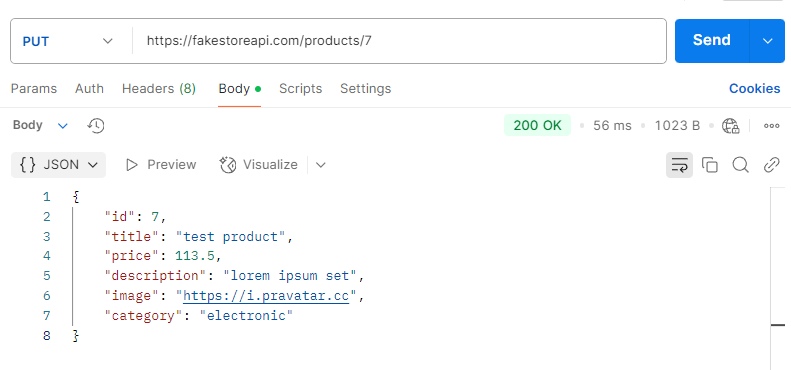 PUT https://fakestoreapi.com/products/7 Send
Params Auth Headers (8) Body Scripts Settings Cookies
Body 200 OK 56 ms 1023 B
{} JSON Preview Visualize
1 {
2 "id": 7,
3 "title": "test product",
4 "price": 113.5,
5 "description": "lorem ipsum set",
6 "image": "https://i.pravatar.cc",
7 "category": "electronic"
8 }